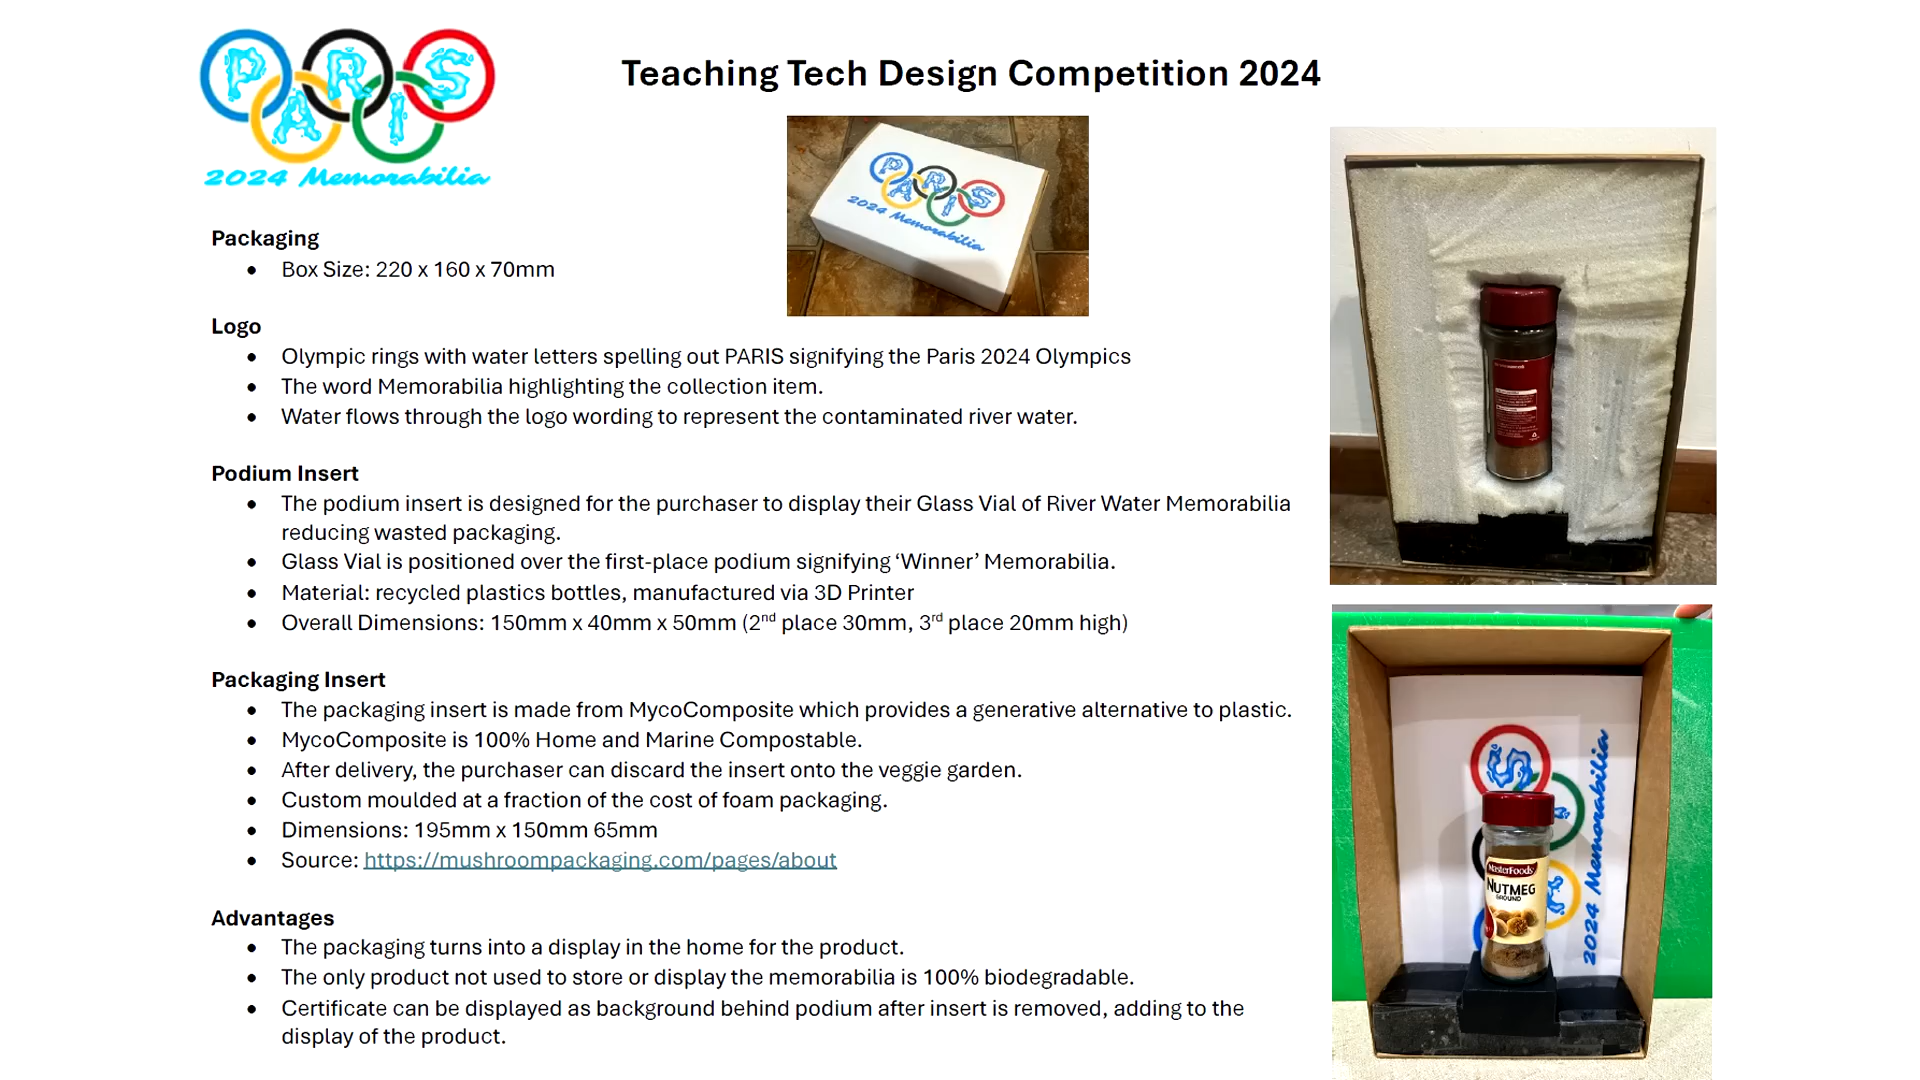 PARIS
2024 Memorabilia
Teaching Tech Design Competition 2024
PARIS
2024 Memorabilia
Packaging
• Box Size: 220 x 160 x 70mm
Logo
• Olympic rings with water letters spelling out PARIS signifying the Paris 2024 Olympics
• The word Memorabilia highlighting the collection item.
• Water flows through the logo wording to represent the contaminated river water.
Podium Insert
• The podium insert is designed for the purchaser to display their Glass Vial of River Water Memorabilia
reducing wasted packaging.
• Glass Vial is positioned over the first-place podium signifying ‘Winner’ Memorabilia.
• Material: recycled plastics bottles, manufactured via 3D Printer
• Overall Dimensions: 150mm x 40mm x 50mm (2nd place 30mm, 3rd place 20mm high)
Packaging Insert
• The packaging insert is made from MycoComposite which provides a generative alternative to plastic.
• MycoComposite is 100% Home and Marine Compostable.
• After delivery, the purchaser can discard the insert onto the veggie garden.
• Custom moulded at a fraction of the cost of foam packaging.
• Dimensions: 195mm x 150mm 65mm
• Source: https://mushroompackaging.com/pages/about
Advantages
• The packaging turns into a display in the home for the product.
• The only product not used to store or display the memorabilia is 100% biodegradable.
• Certificate can be displayed as background behind podium after insert is removed, adding to the
display of the product.
S
2024 Memorabilia
MasterFoods
NUTMEG
GROUND